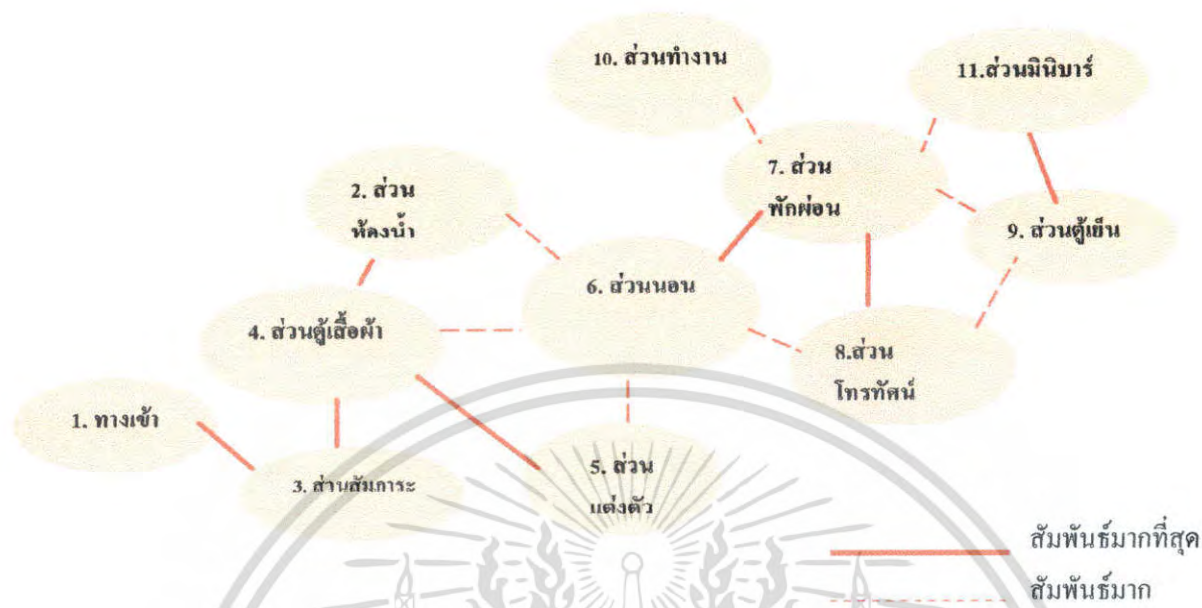 10. ส่วนทำงาน
11.ส่วนมินิบาร์
7. ส่วน
พักผ่อน
2. ส่วน
ห้องน้ำ
9. ส่วนตู้เย็น
6. ส่วนนอน
4. ส่วนตู้เสื้อผ้า
8.ส่วน
โทรทัศน์
1. ทางเข้า
3. ส่วนสัมภาระ
5. ส่วน
แต่งตัว
สัมพันธ์มากที่สุด
สัมพันธ์มาก